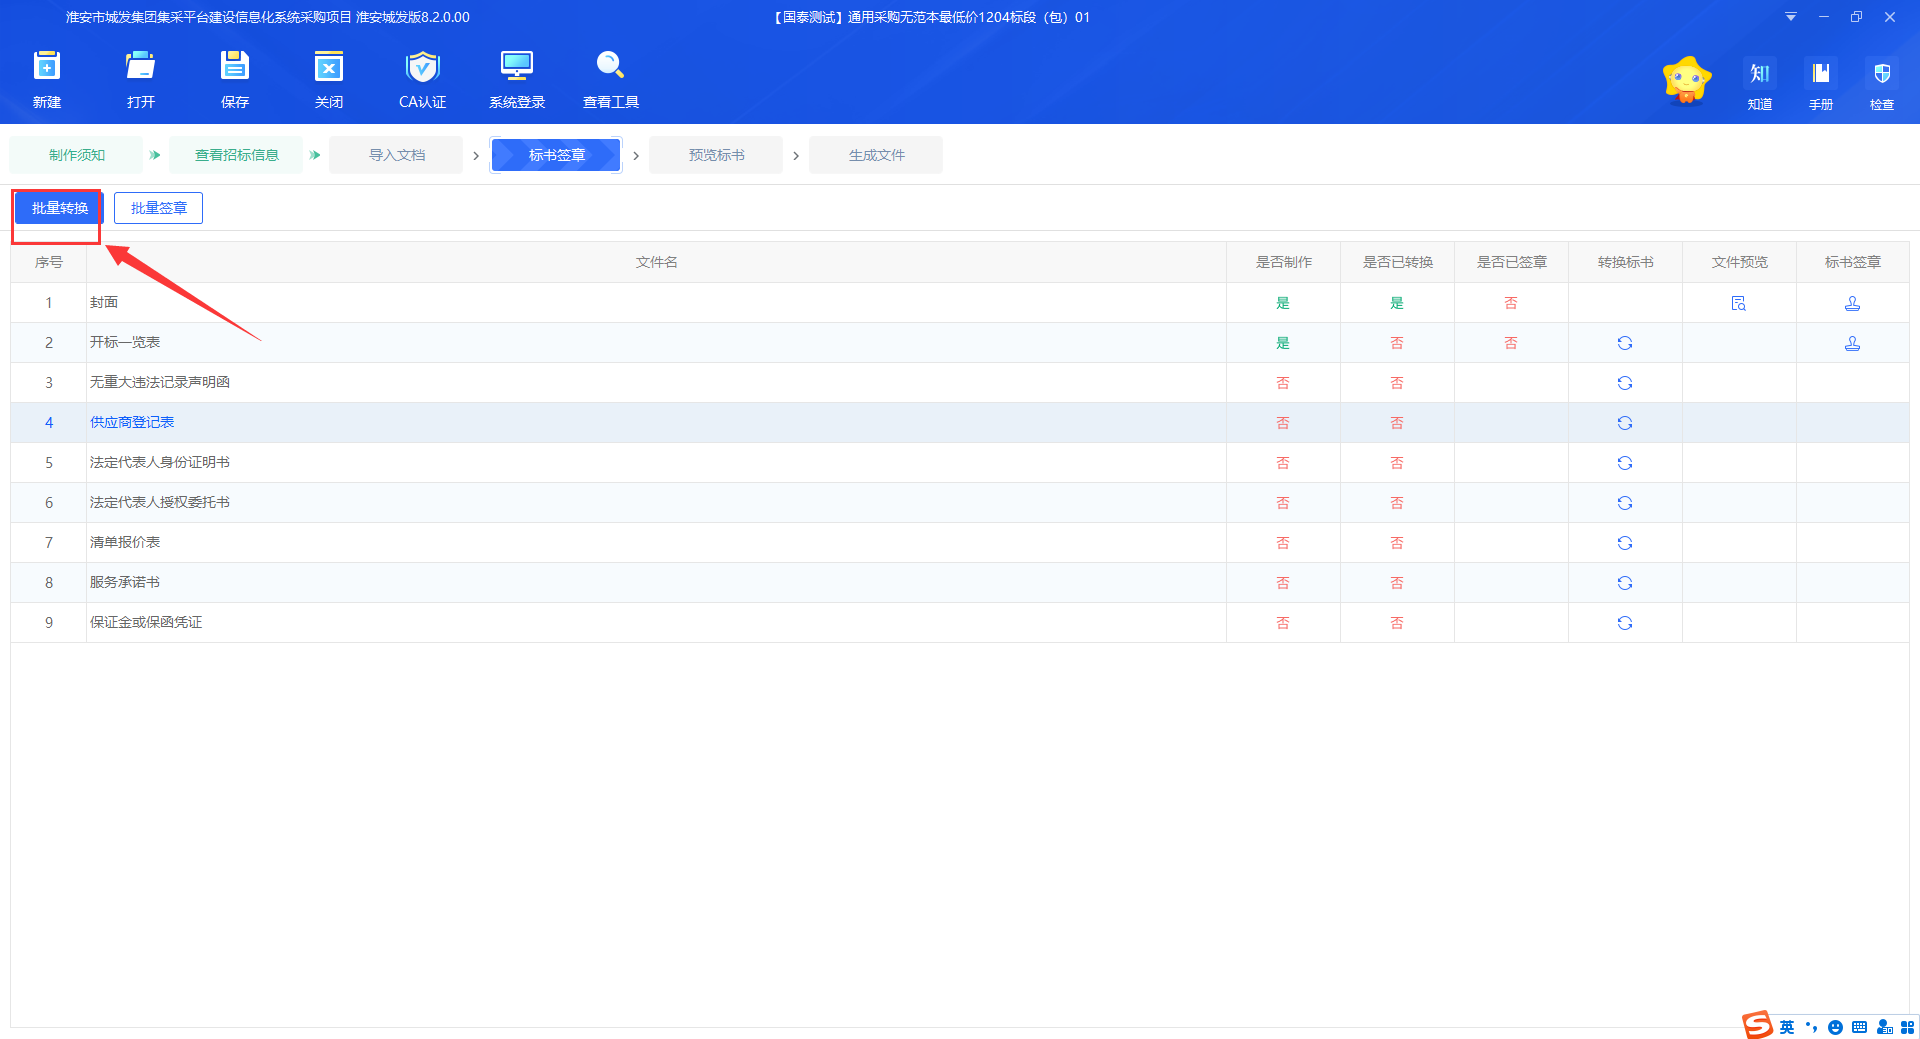 淮安市城发集团集采平台建设信息化系统采购项目 淮安城发版8.2.0.00
【国泰测试】通用采购无范本最低价1204标段（包）01
新建 打开 保存 关闭 CA认证 系统登录 查看工具
知
知道 手册 检查
制作须知 查看招标信息 导入文档 标书签章 预览标书 生成文件
批量转换 批量签章
序号 文件名 是否制作 是否已转换 是否已签章 转换标书 文件预览 标书签章
1 封面 是 是 否
2 开标一览表 是 否 否
3 无重大违法记录声明函 否 否
4 供应商登记表 否 否
5 法定代表人身份证明书 否 否
6 法定代表人授权委托书 否 否
7 清单报价表 否 否
8 服务承诺书 否 否
9 保证金或保函凭证 否 否
S 英